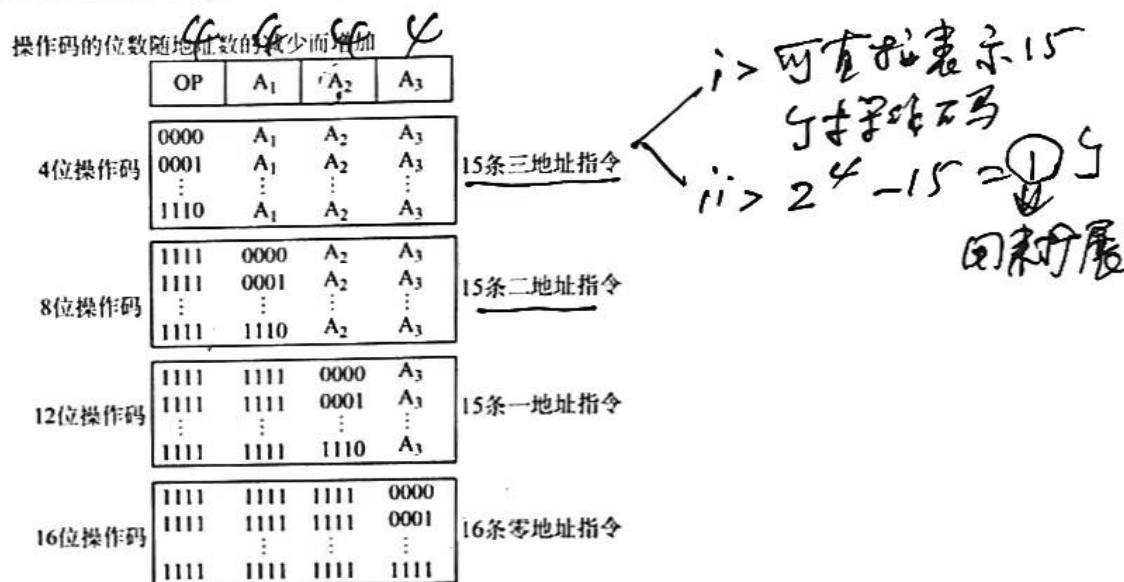 4 4 4 4
操作码的位数随地址数的减少而增加
OP A₁ A₂ A₃
4位操作码
0000 A₁ A₂ A₃
0001 A₁ A₂ A₃
⋮ ⋮ ⋮ ⋮
1110 A₁ A₂ A₃
15条三地址指令
i> 可直接表示15
个操作码
ii> 2⁴-15=1个
用来扩展
8位操作码
1111 0000 A₂ A₃
1111 0001 A₂ A₃
⋮ ⋮ ⋮ ⋮
1111 1110 A₂ A₃
15条二地址指令
12位操作码
1111 1111 0000 A₃
1111 1111 0001 A₃
⋮ ⋮ ⋮ ⋮
1111 1111 1110 A₃
15条一地址指令
16位操作码
1111 1111 1111 0000
1111 1111 1111 0001
⋮ ⋮ ⋮
1111 1111 1111 1111
16条零地址指令